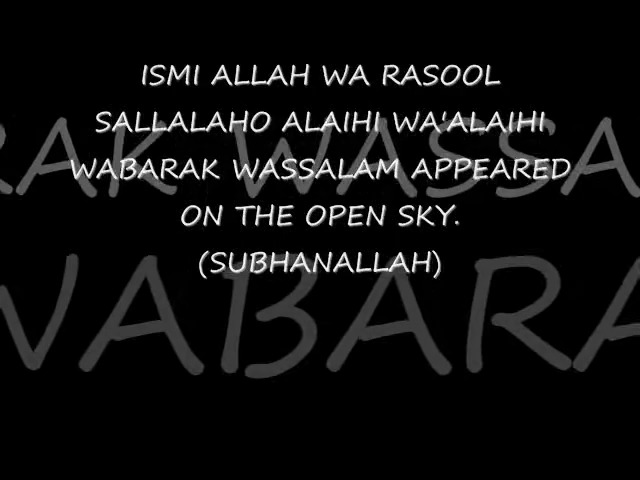 ISMI ALLAH WA RASOOL
SALLALAHO ALAIHI WA'ALAIHI
WABARAK WASSALAM APPEARED
ON THE OPEN SKY.
(SUBHANALLAH)
RAK WASSA
WABARA